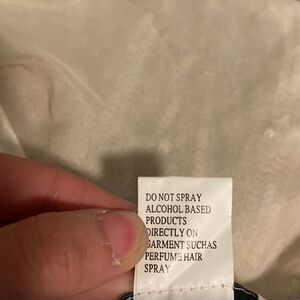 DO NOT SPRAY
ALCOHOL BASED
PRODUCTS
DIRECTLY ON
GARMENT SUCHAS
PERFUME HAIR
SPRAY